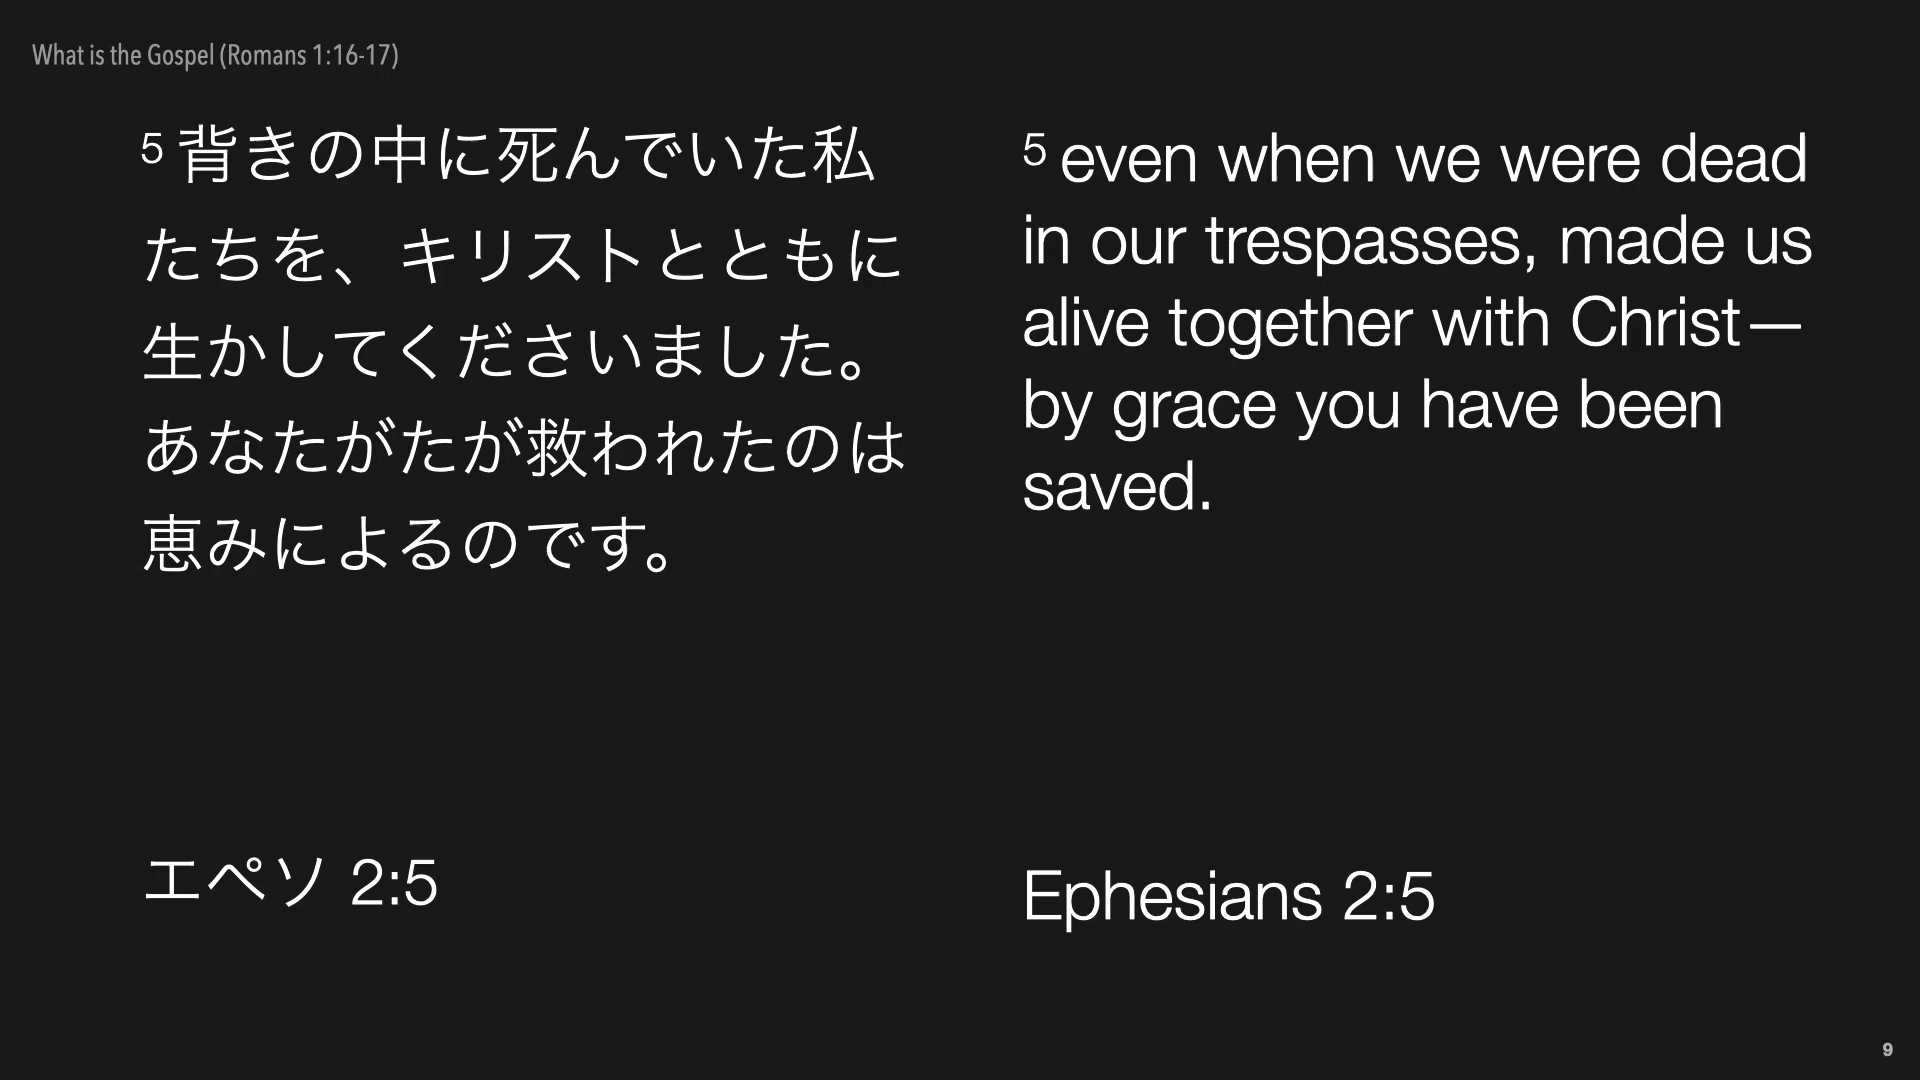 What is the Gospel (Romans 1:16-17)
5 背きの中に死んでいた私
たちを、キリストとともに
生かしてくださいました。
あなたがたが救われたのは
恵みによるのです。
エペソ 2:5
5 even when we were dead
in our trespasses, made us
alive together with Christ—
by grace you have been
saved.
Ephesians 2:5
9